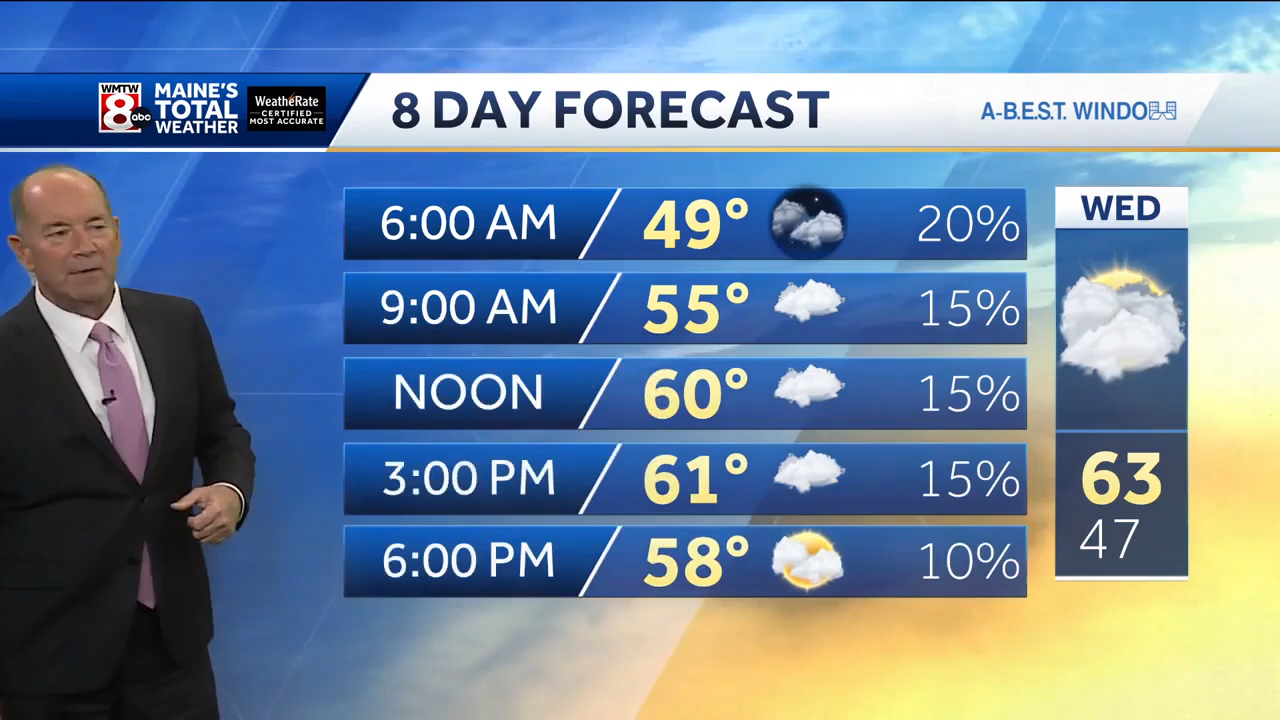 WMTW
8
abc
MAINE'S
TOTAL
WEATHER
WeatheRate
CERTIFIED
MOST ACCURATE
8 DAY FORECAST
A-B.E.S.T. WINDO
6:00 AM 49° 20%
9:00 AM 55° 15%
NOON 60° 15%
3:00 PM 61° 15%
6:00 PM 58° 10%
WED
63
47